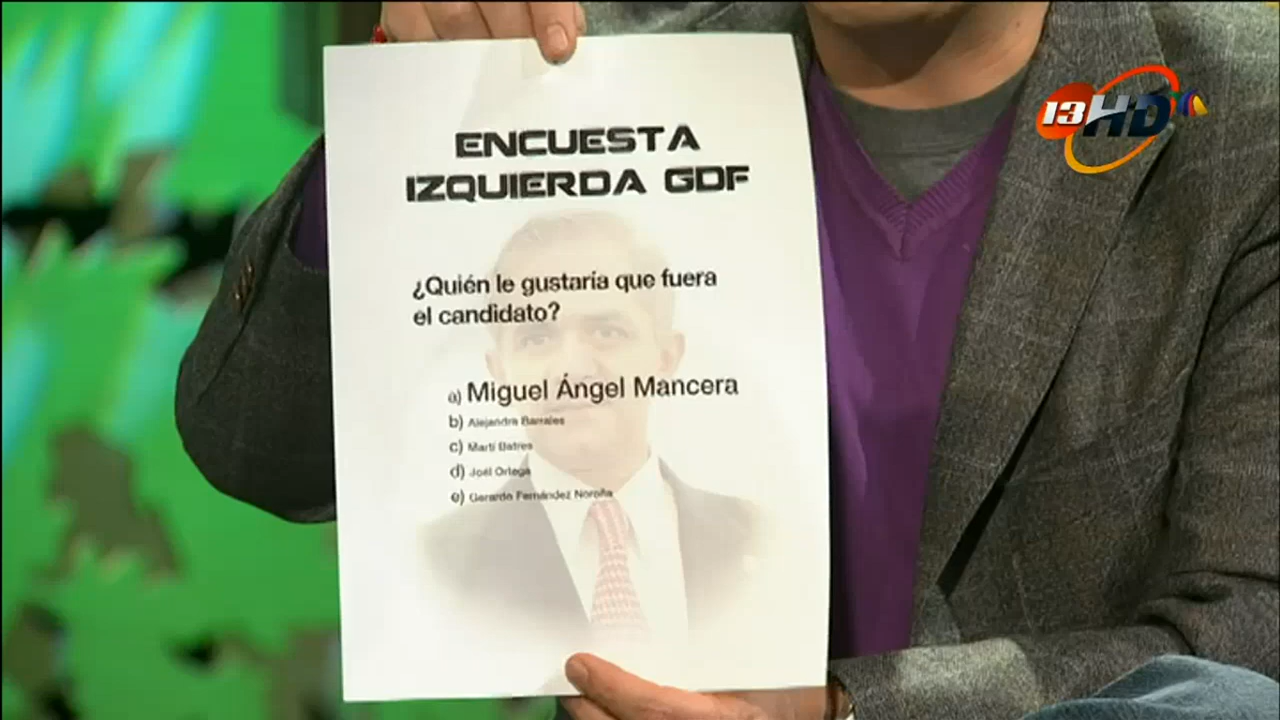 13HD
ENCUESTA
IZQUIERDA GDF
¿Quién le gustaría que fuera
el candidato?
a) Miguel Ángel Mancera
b) Alejandra Barrales
c) Martí Batres
d) Joél Ortega
e) Gerardo Fernández Noroña